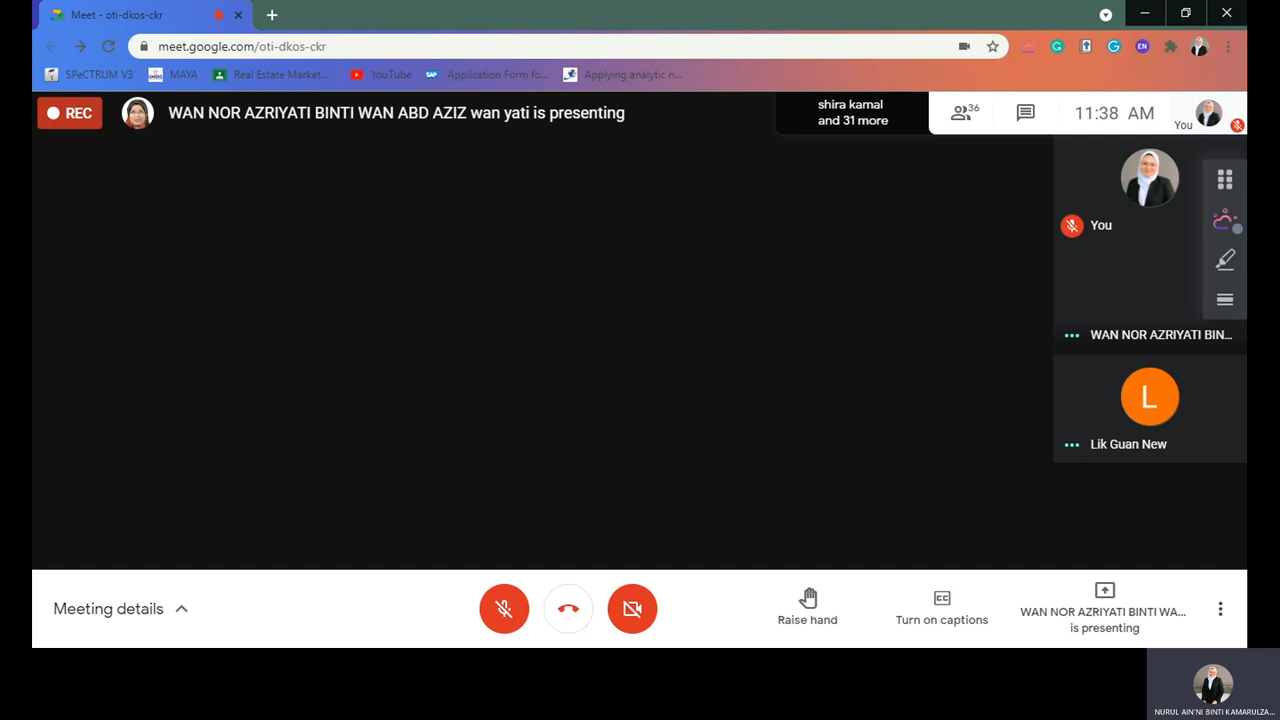 Meet - oti-dkos-ckr
meet.google.com/oti-dkos-ckr
SPeCTRUM V3
MAYA
Real Estate Market...
YouTube
Application Form fo...
Applying analytic n...
REC
WAN NOR AZRIYATI BINTI WAN ABD AZIZ wan yati is presenting
shira kamal
and 31 more
36
11:38 AM
You
You
WAN NOR AZRIYATI BIN...
L
Lik Guan New
Meeting details
Raise hand
CC
Turn on captions
WAN NOR AZRIYATI BINTI WA...
is presenting
NURUL AIN'NI BINTI KAMARULZA...